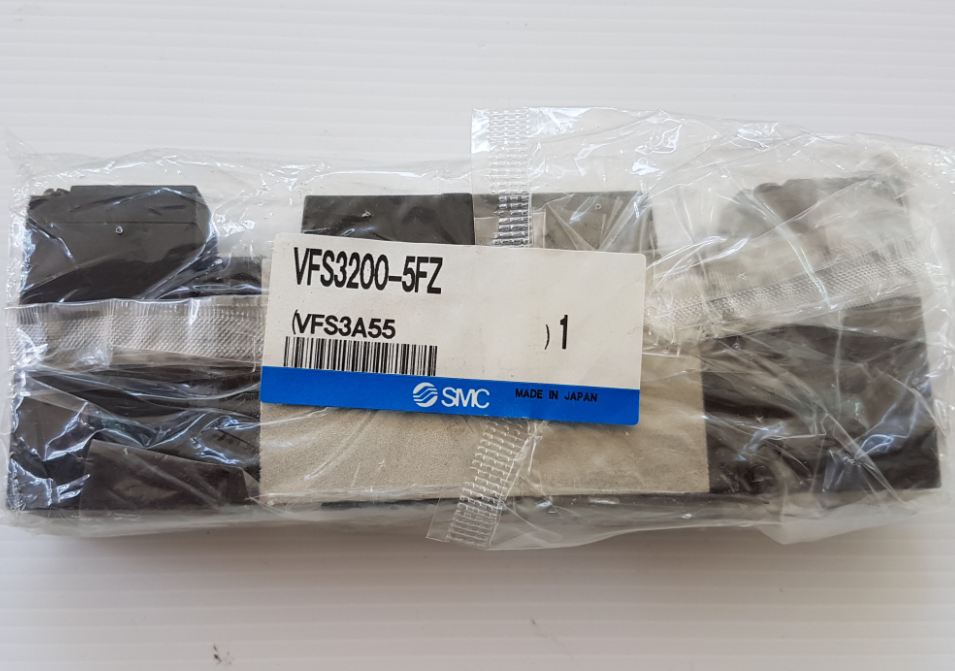 VFS3200-5FZ
(VFS3A55 )1
SMC MADE IN JAPAN